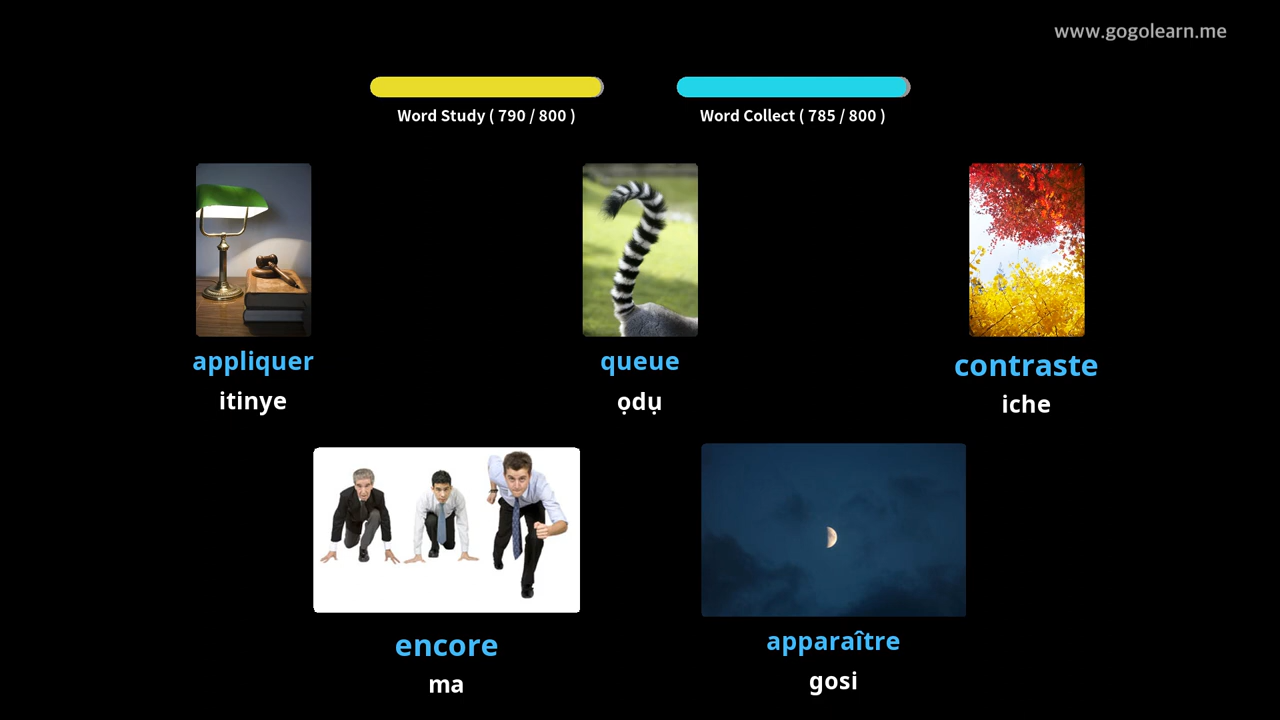 www.gogolearn.me
Word Study ( 790 / 800 )
Word Collect ( 785 / 800 )
appliquer
itinye
queue
ọdụ
contraste
iche
encore
ma
apparaître
gosi